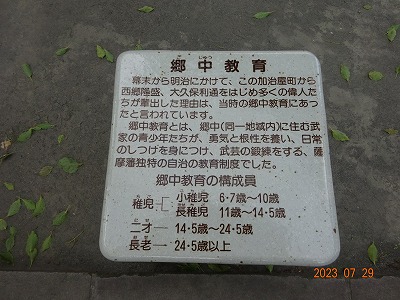 郷中教育
幕末から明治にかけて、この加治屋町から
西郷隆盛、大久保利通をはじめ多くの偉人た
ちが輩出した理由は、当時の郷中教育にあっ
たと言われています。
郷中教育とは、郷中(同一地域内)に住む武
家の青少年たちが、勇気と根性を養い、日常
のしつけを身につけ、武芸の鍛練をする、薩
摩藩独特の自治の教育制度でした。
郷中教育の構成員
稚児 小稚児 6・7歳〜10歳
長稚児 11歳〜14・5歳
二才 14・5歳〜24・5歳
長老 24・5歳以上
2023 07 29